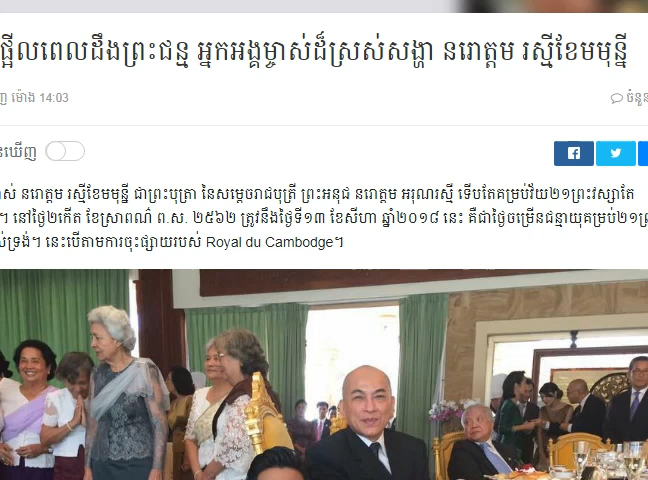 ផ្អើលពេលដឹងព្រះជន្ម អ្នកអង្គម្ចាស់ដ៏ស្រស់សង្ហា នរោត្តម រស្មីខែមមុន្នី
ម៉ោង 14:03
ចំនួន
ឃើញ
នរោត្តម រស្មីខែមមុន្នី ជាព្រះបុត្រា នៃសម្តេចរាជបុត្រី ព្រះអនុជ នរោត្តម អរុណរស្មី ទើបតែគម្រប់វ័យ២១ព្រះវស្សាតែ
។ នៅថ្ងៃ២កើត ខែស្រាពណ៍ ព.ស. ២៥៦២ ត្រូវនឹងថ្ងៃទី១៣ ខែសីហា ឆ្នាំ២០១៨ នេះ គឺជាថ្ងៃចម្រើនជន្មាយុគម្រប់២១
ទ្រង់។ នេះបើតាមការចុះផ្សាយរបស់ Royal du Cambodge។